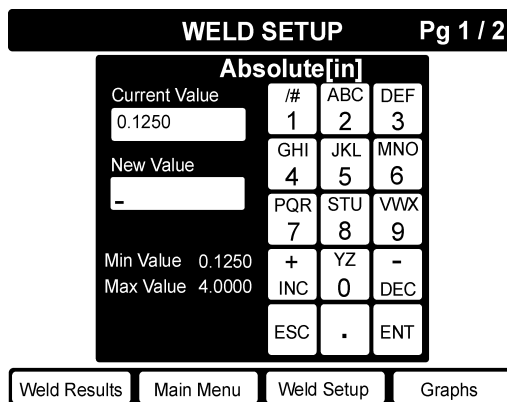 WELD SETUP Pg 1 / 2
Absolute[in]
Current Value
0.1250
New Value
_
Min Value 0.1250
Max Value 4.0000
/# ABC DEF
1 2 3
GHI JKL MNO
4 5 6
PQR STU VWX
7 8 9
+ YZ -
INC 0 DEC
ESC . ENT
Weld Results Main Menu Weld Setup Graphs